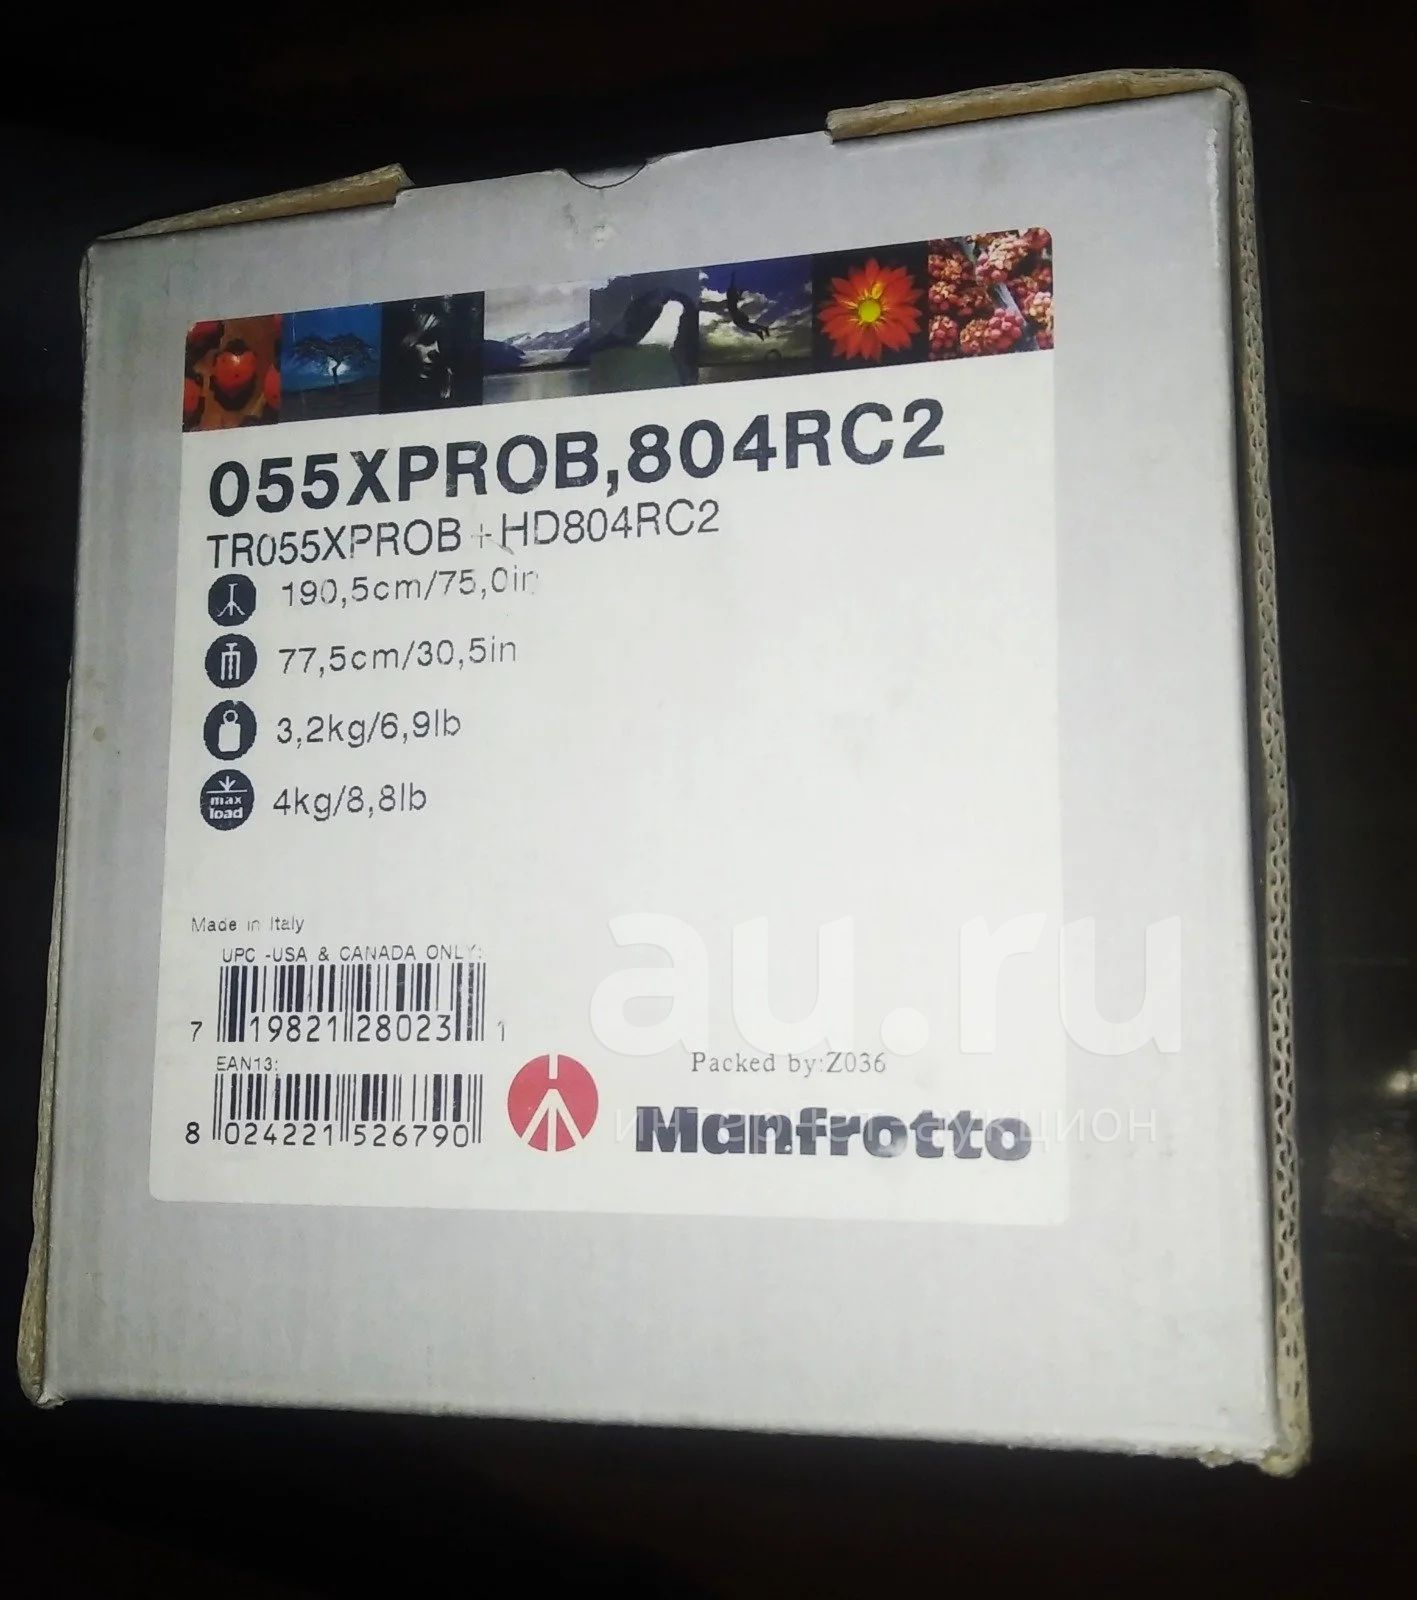 055XPROB,804RC2
TR055XPROB+HD804RC2
190,5cm/75,0in
77,5cm/30,5in
3,2kg/6,9lb
max load
4kg/8,8lb
Made in Italy
UPC -USA & CANADA ONLY:
7 19821 28023 1
EAN13:
8 024221 526790
Packed by:Z036
Manfrotto
au.ru
интернет аукцион